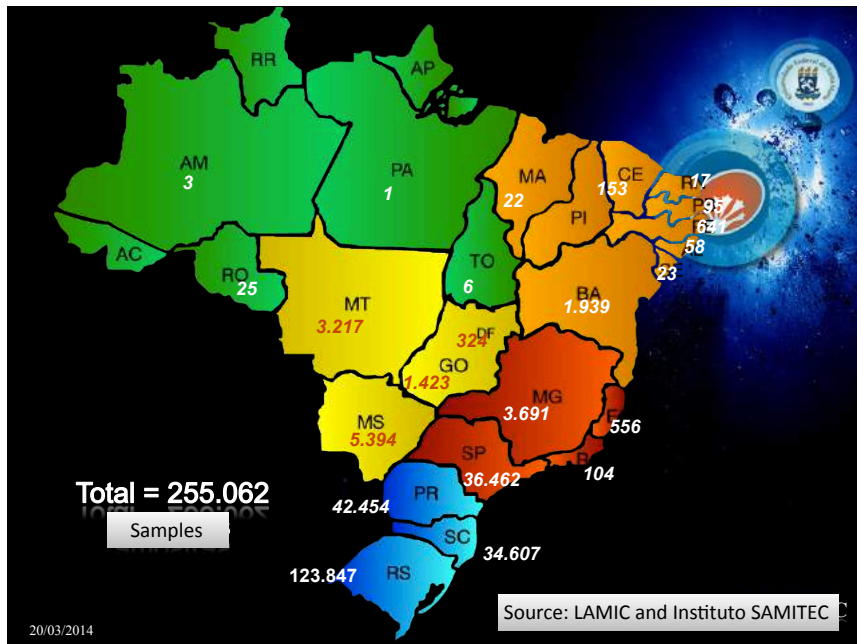 RR
AP
AM
3
PA
1
MA
22
CE
153
17
95
641
PI
58
23
AC
RO
25
TO
6
BA
1.939
MT
3.217
DF
324
GO
1.423
MG
3.691
556
MS
5.394
SP
36.462
104
Total = 255.062
Samples
PR
42.454
SC
34.607
RS
123.847
Source: LAMIC and Instituto SAMITEC
20/03/2014